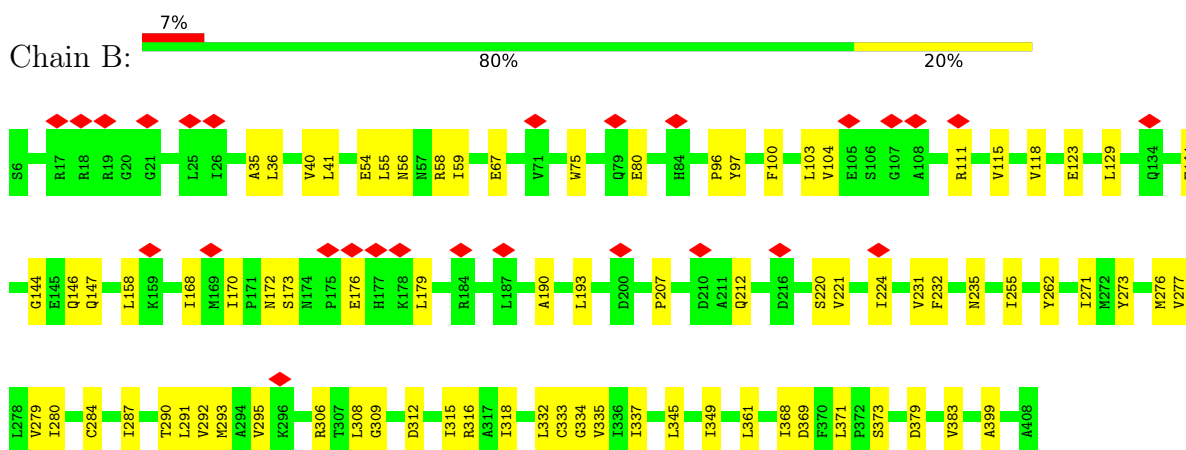 7%
Chain B:
80% 20%
S6 R17 R18 R19 G20 G21 L25 I26 A35 L36 V40 L41 E54 L55 N56 N57 R58 I59 E67 V71 W75 Q79 E80 H84 P96 Y97 F100 L103 V104 E105 S106 G107 A108 R111 V115 V118 E123 L129 Q134
G144 E145 Q146 Q147 L158 K159 I168 M169 I170 P171 N172 S173 N174 P175 E176 H177 K178 L179 R184 L187 A190 L193 D200 P207 D210 A211 Q212 D216 S220 V221 I224 V231 F232 N235 I255 Y262 I271 M272 Y273 M276 V277
L278 V279 I280 C284 I287 T290 L291 V292 M293 A294 V295 K296 R306 T307 L308 G309 D312 I315 R316 A317 I318 L332 C333 G334 V335 I336 I337 L345 I349 L361 I368 D369 F370 L371 P372 S373 D379 V383 A399 A408